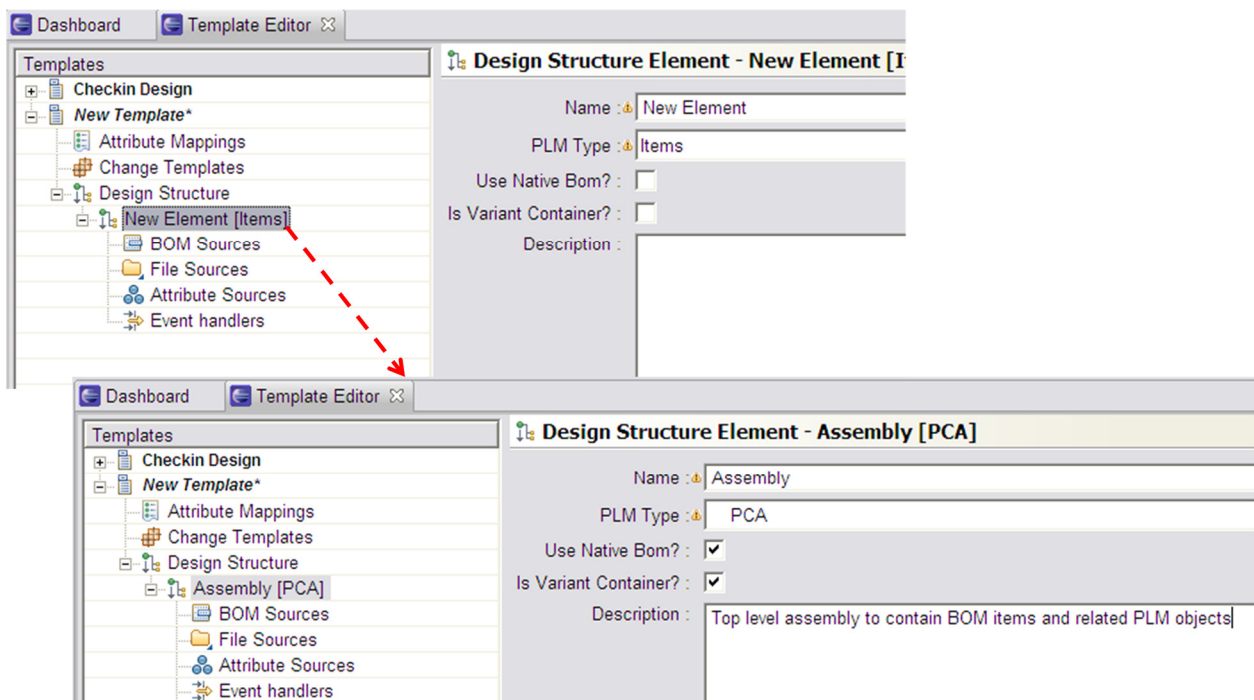 Dashboard
Template Editor
Templates
Checkin Design
New Template*
Attribute Mappings
Change Templates
Design Structure
New Element [Items]
BOM Sources
File Sources
Attribute Sources
Event handlers
Design Structure Element - New Element [I
Name :
New Element
PLM Type :
Items
Use Native Bom? :
Is Variant Container? :
Description :
Dashboard
Template Editor
Templates
Checkin Design
New Template*
Attribute Mappings
Change Templates
Design Structure
Assembly [PCA]
BOM Sources
File Sources
Attribute Sources
Event handlers
Design Structure Element - Assembly [PCA]
Name :
Assembly
PLM Type :
PCA
Use Native Bom? :
Is Variant Container? :
Description :
Top level assembly to contain BOM items and related PLM objects